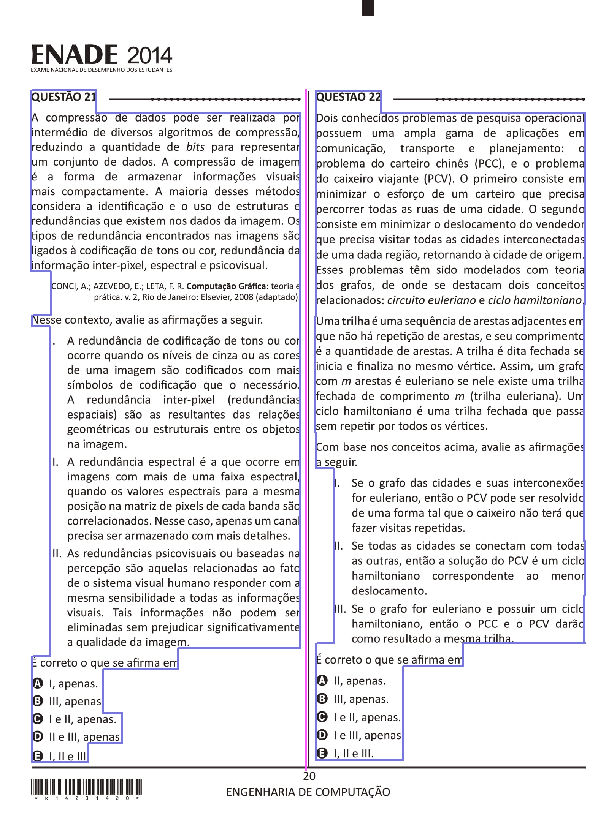 ENADE 2014
EXAME NACIONAL DE DESEMPENHO DOS ESTUDANTES
QUESTÃO 21
A compressão de dados pode ser realizada por
intermédio de diversos algoritmos de compressão,
reduzindo a quantidade de bits para representar
um conjunto de dados. A compressão de imagem
é a forma de armazenar informações visuais
mais compactamente. A maioria desses métodos
considera a identificação e o uso de estruturas e
redundâncias que existem nos dados da imagem. Os
tipos de redundância encontrados nas imagens são
ligados à codificação de tons ou cor, redundância da
informação inter-pixel, espectral e psicovisual.
CONCI, A.; AZEVEDO, E.; LETA, F. R. Computação Gráfica: teoria e
prática. v. 2, Rio de Janeiro: Elsevier, 2008 (adaptado)
Nesse contexto, avalie as afirmações a seguir.
I. A redundância de codificação de tons ou cor
ocorre quando os níveis de cinza ou as cores
de uma imagem são codificados com mais
símbolos de codificação que o necessário.
A redundância inter-pixel (redundâncias
espaciais) são as resultantes das relações
geométricas ou estruturais entre os objetos
na imagem.
I. A redundância espectral é a que ocorre em
imagens com mais de uma faixa espectral,
quando os valores espectrais para a mesma
posição na matriz de pixels de cada banda são
correlacionados. Nesse caso, apenas um canal
precisa ser armazenado com mais detalhes.
II. As redundâncias psicovisuais ou baseadas na
percepção são aquelas relacionadas ao fato
de o sistema visual humano responder com a
mesma sensibilidade a todas as informações
visuais. Tais informações não podem ser
eliminadas sem prejudicar significativamente
a qualidade da imagem.
É correto o que se afirma em
A I, apenas.
B III, apenas
C I e II, apenas.
D II e III, apenas
E I, II e III
QUESTAO 22
Dois conhecidos problemas de pesquisa operacional
possuem uma ampla gama de aplicações em
comunicação, transporte e planejamento: o
problema do carteiro chinês (PCC), e o problema
do caixeiro viajante (PCV). O primeiro consiste em
minimizar o esforço de um carteiro que precisa
percorrer todas as ruas de uma cidade. O segundo
consiste em minimizar o deslocamento do vendedor
que precisa visitar todas as cidades interconectadas
de uma dada região, retornando à cidade de origem.
Esses problemas têm sido modelados com teoria
dos grafos, de onde se destacam dois conceitos
relacionados: circuito euleriano e ciclo hamiltoniano.
Uma trilha é uma sequência de arestas adjacentes em
que não há repetição de arestas, e seu comprimento
é a quantidade de arestas. A trilha é dita fechada se
inicia e finaliza no mesmo vértice. Assim, um grafo
com m arestas é euleriano se nele existe uma trilha
fechada de comprimento m (trilha euleriana). Um
ciclo hamiltoniano é uma trilha fechada que passa
sem repetir por todos os vértices.
Com base nos conceitos acima, avalie as afirmações
a seguir.
I. Se o grafo das cidades e suas interconexões
for euleriano, então o PCV pode ser resolvido
de uma forma tal que o caixeiro não terá que
fazer visitas repetidas.
II. Se todas as cidades se conectam com todas
as outras, então a solução do PCV é um ciclo
hamiltoniano correspondente ao menor
deslocamento.
III. Se o grafo for euleriano e possuir um ciclo
hamiltoniano, então o PCC e o PCV darão
como resultado a mesma trilha.
É correto o que se afirma em
A II, apenas.
B III, apenas.
C I e II, apenas.
D I e III, apenas
E I, II e III.
20
ENGENHARIA DE COMPUTAÇÃO